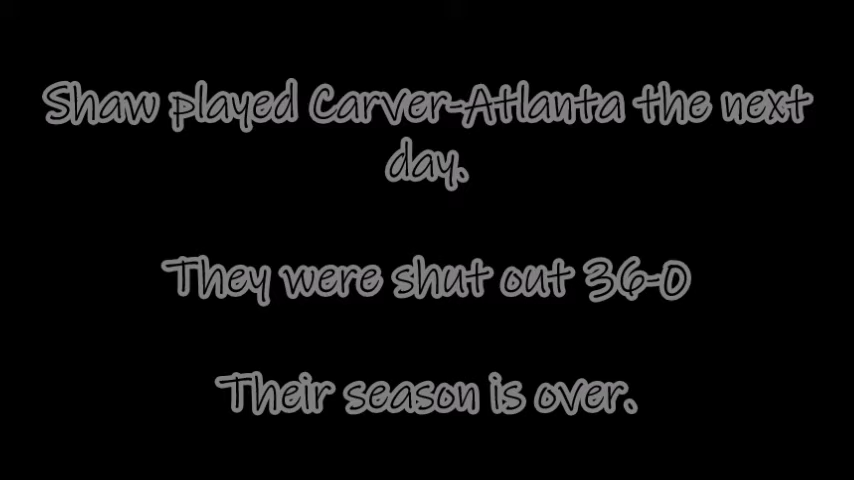 Shaw played Carver-Atlanta the next
day.
They were shut out 36-0
Their season is over.